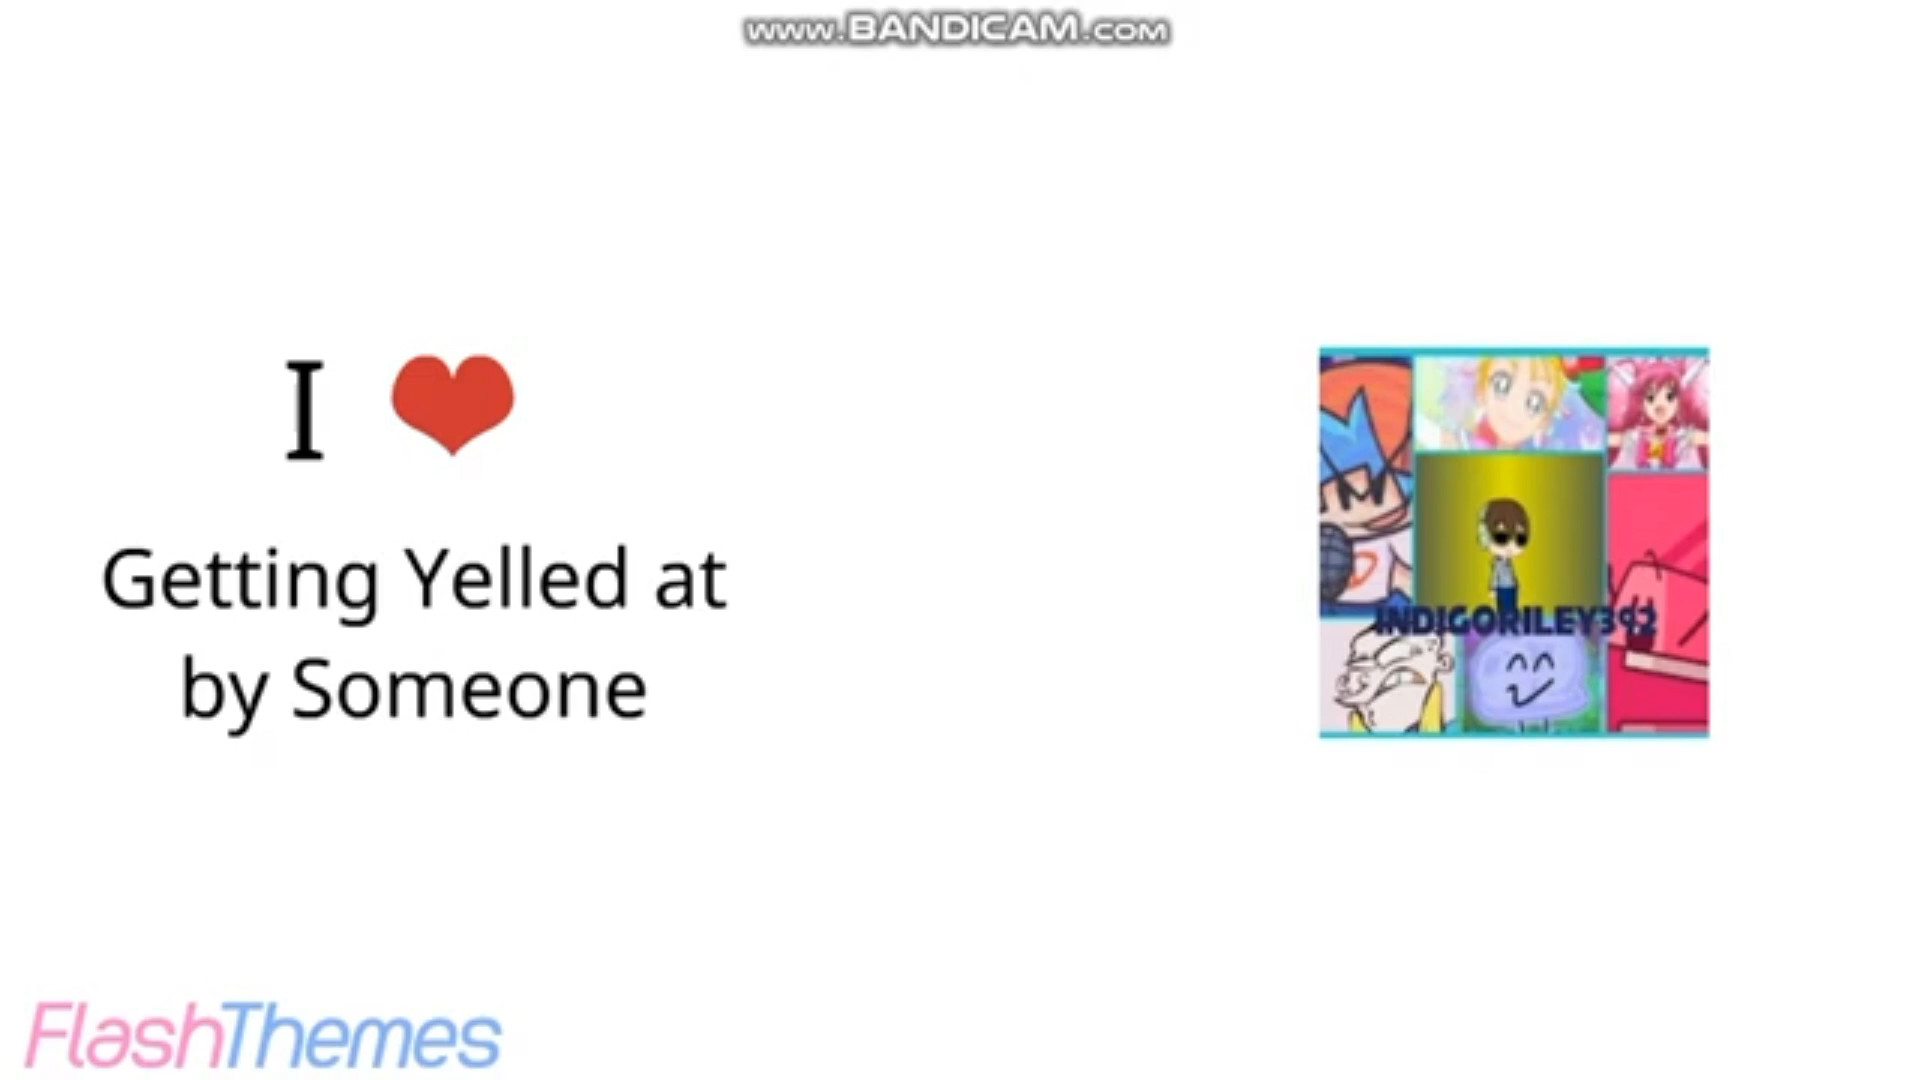 www.BANDICAM.com
I ❤
Getting Yelled at
by Someone
INDIGORILEY392
FlashThemes